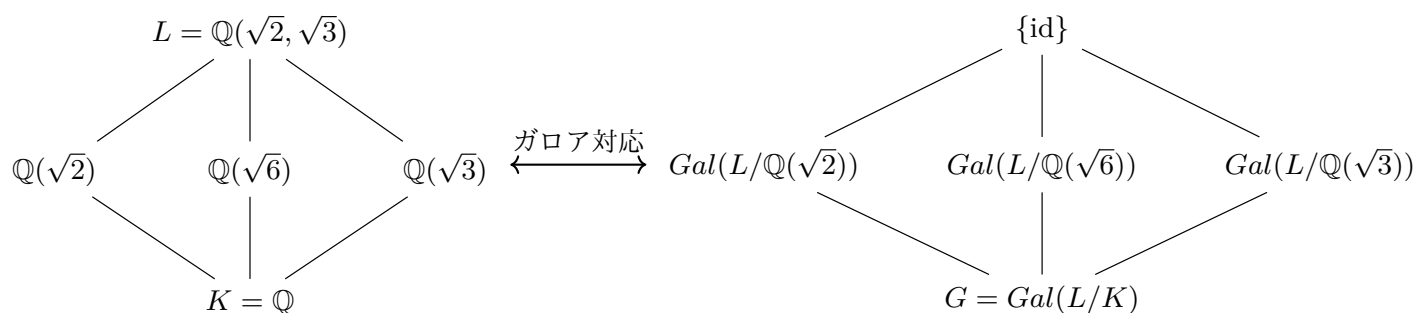 L = ℚ(√2, √3)
{id}
ℚ(√2)
ℚ(√6)
ℚ(√3)
ガロア対応
Gal(L/ℚ(√2))
Gal(L/ℚ(√6))
Gal(L/ℚ(√3))
K = ℚ
G = Gal(L/K)